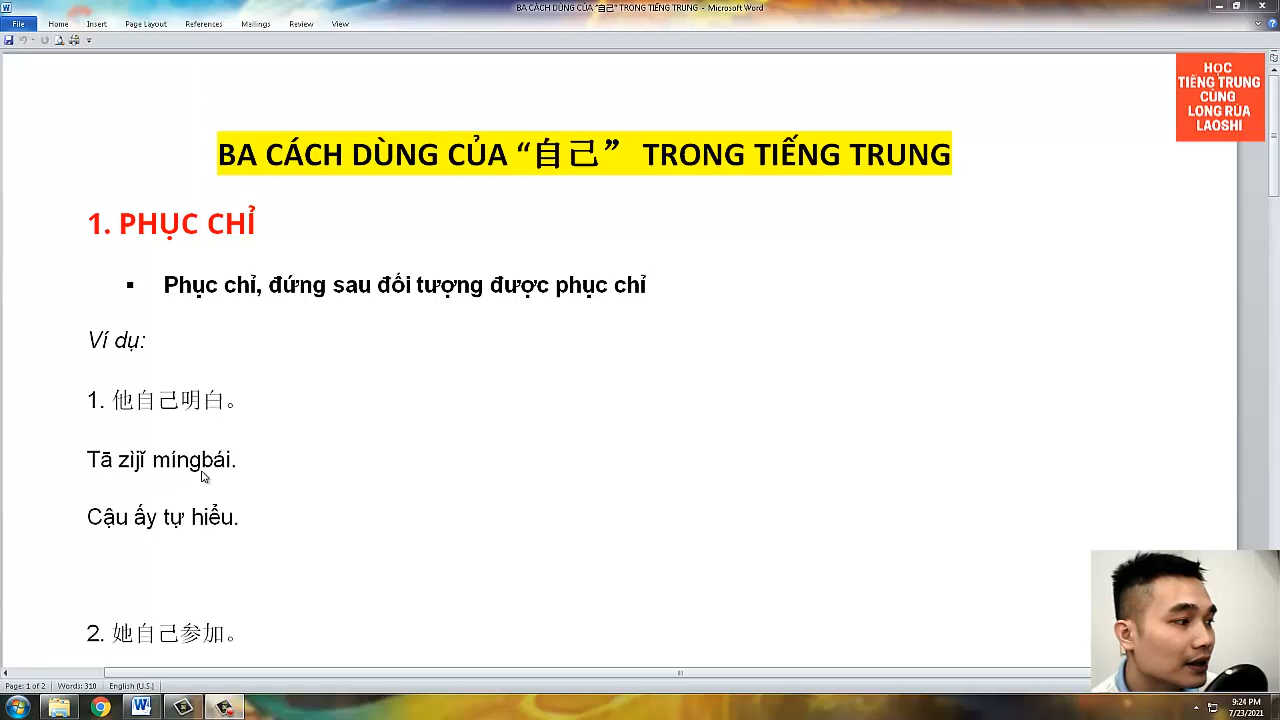 BA CÁCH DÙNG CỦA “自己” TRONG TIẾNG TRUNG - Microsoft Word
File Home Insert Page Layout References Mailings Review View
HỌC
TIẾNG TRUNG
CÙNG
LONG RÙA
LAOSHI
BA CÁCH DÙNG CỦA “自己” TRONG TIẾNG TRUNG
1. PHỤC CHỈ
▪ Phục chỉ, đứng sau đối tượng được phục chỉ
Ví dụ:
1. 他自己明白。
Tā zìjǐ míngbái.
Cậu ấy tự hiểu.
2. 她自己参加。
Page: 1 of 2 Words: 310 English (U.S.)
9:24 PM
7/23/2021